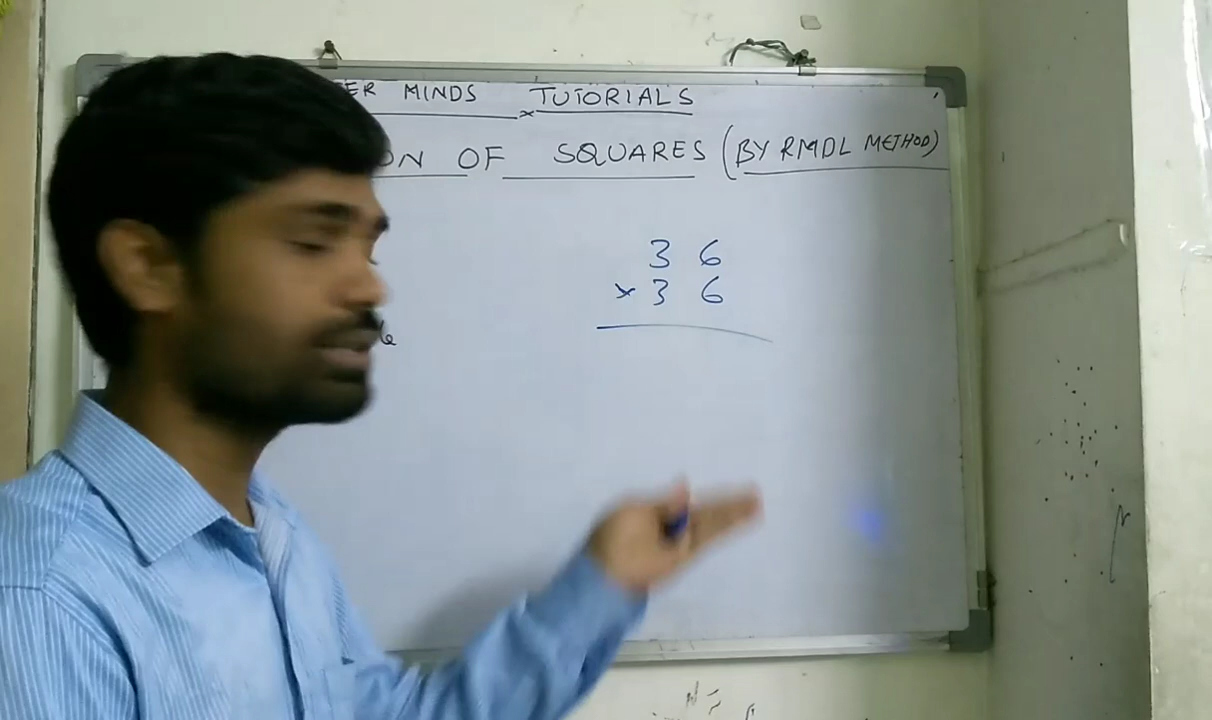 MINDS TUTORIALS
OF SQUARES (BY RMDL METHOD)
3 6
× 3 6